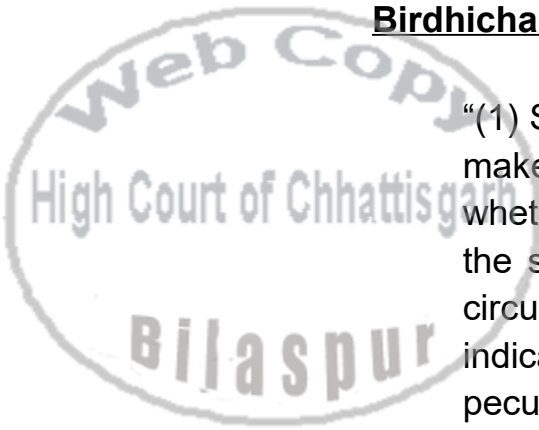 Birdhicha
Web Copy
"(1) S
make
High Court of Chhattisgarh
whet
the s
circu
Bilaspur
indica
pecu